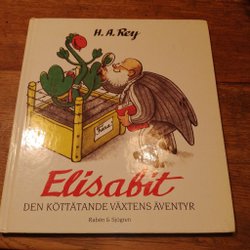 H. A. Rey
Elisabit
DEN KÖTTÄTANDE VÄXTENS ÄVENTYR
Rabén & Sjögren